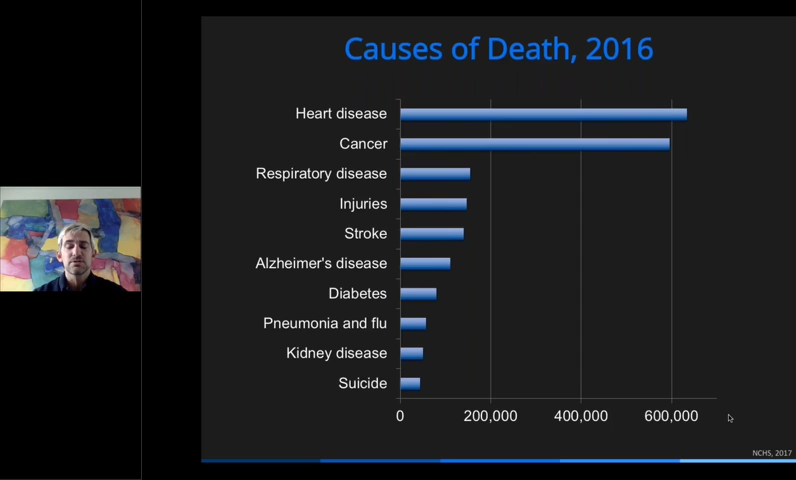 Causes of Death, 2016
Heart disease
Cancer
Respiratory disease
Injuries
Stroke
Alzheimer's disease
Diabetes
Pneumonia and flu
Kidney disease
Suicide
0 200,000 400,000 600,000
NCHS, 2017